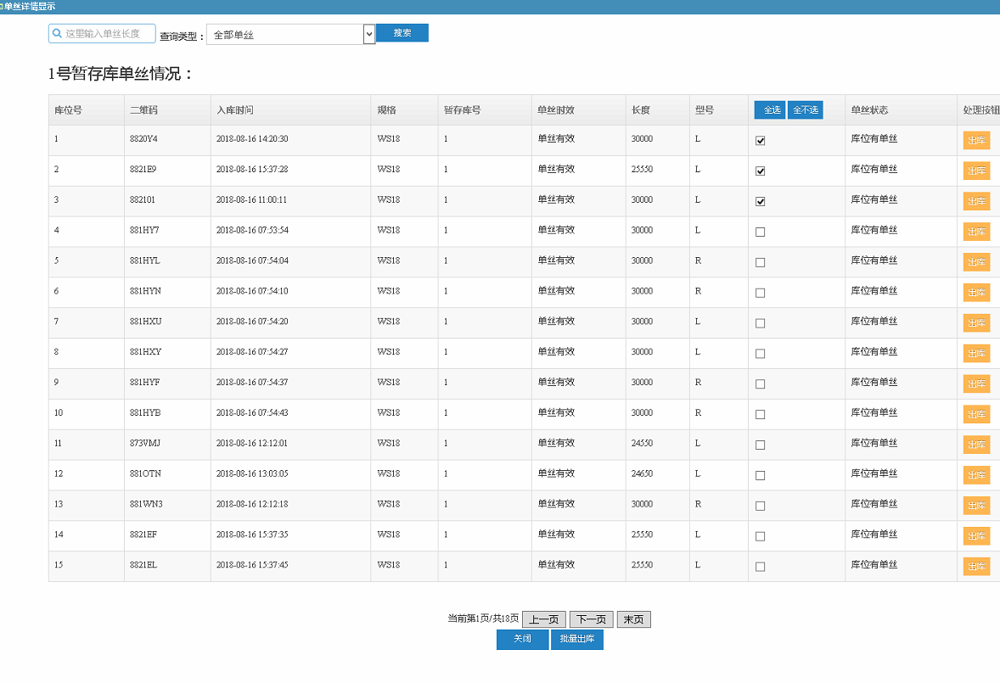 单丝详情显示
这里输入单丝长度 查询类型： 全部单丝 搜索
1号暂存库单丝情况：
库位号 二维码 入库时间 规格 暂存库号 单丝时效 长度 型号 全选 全不选 单丝状态 处理按钮
1 8820Y4 2018-08-16 14:20:30 WS18 1 单丝有效 30000 L 库位有单丝 出库
2 8821E9 2018-08-16 15:37:28 WS18 1 单丝有效 25550 L 库位有单丝 出库
3 882101 2018-08-16 11:00:11 WS18 1 单丝有效 30000 L 库位有单丝 出库
4 881HY7 2018-08-16 07:53:54 WS18 1 单丝有效 30000 L 库位有单丝 出库
5 881HYL 2018-08-16 07:54:04 WS18 1 单丝有效 30000 R 库位有单丝 出库
6 881HYN 2018-08-16 07:54:10 WS18 1 单丝有效 30000 R 库位有单丝 出库
7 881HXU 2018-08-16 07:54:20 WS18 1 单丝有效 30000 L 库位有单丝 出库
8 881HXY 2018-08-16 07:54:27 WS18 1 单丝有效 30000 L 库位有单丝 出库
9 881HYF 2018-08-16 07:54:37 WS18 1 单丝有效 30000 R 库位有单丝 出库
10 881HYB 2018-08-16 07:54:43 WS18 1 单丝有效 30000 R 库位有单丝 出库
11 873VMJ 2018-08-16 12:12:01 WS18 1 单丝有效 24550 L 库位有单丝 出库
12 881OTN 2018-08-16 13:03:05 WS18 1 单丝有效 24650 L 库位有单丝 出库
13 881WN3 2018-08-16 12:12:18 WS18 1 单丝有效 30000 R 库位有单丝 出库
14 8821EF 2018-08-16 15:37:35 WS18 1 单丝有效 25550 L 库位有单丝 出库
15 8821EL 2018-08-16 15:37:45 WS18 1 单丝有效 25550 L 库位有单丝 出库
当前第1页/共18页 上一页 下一页 末页
关闭 批量出库